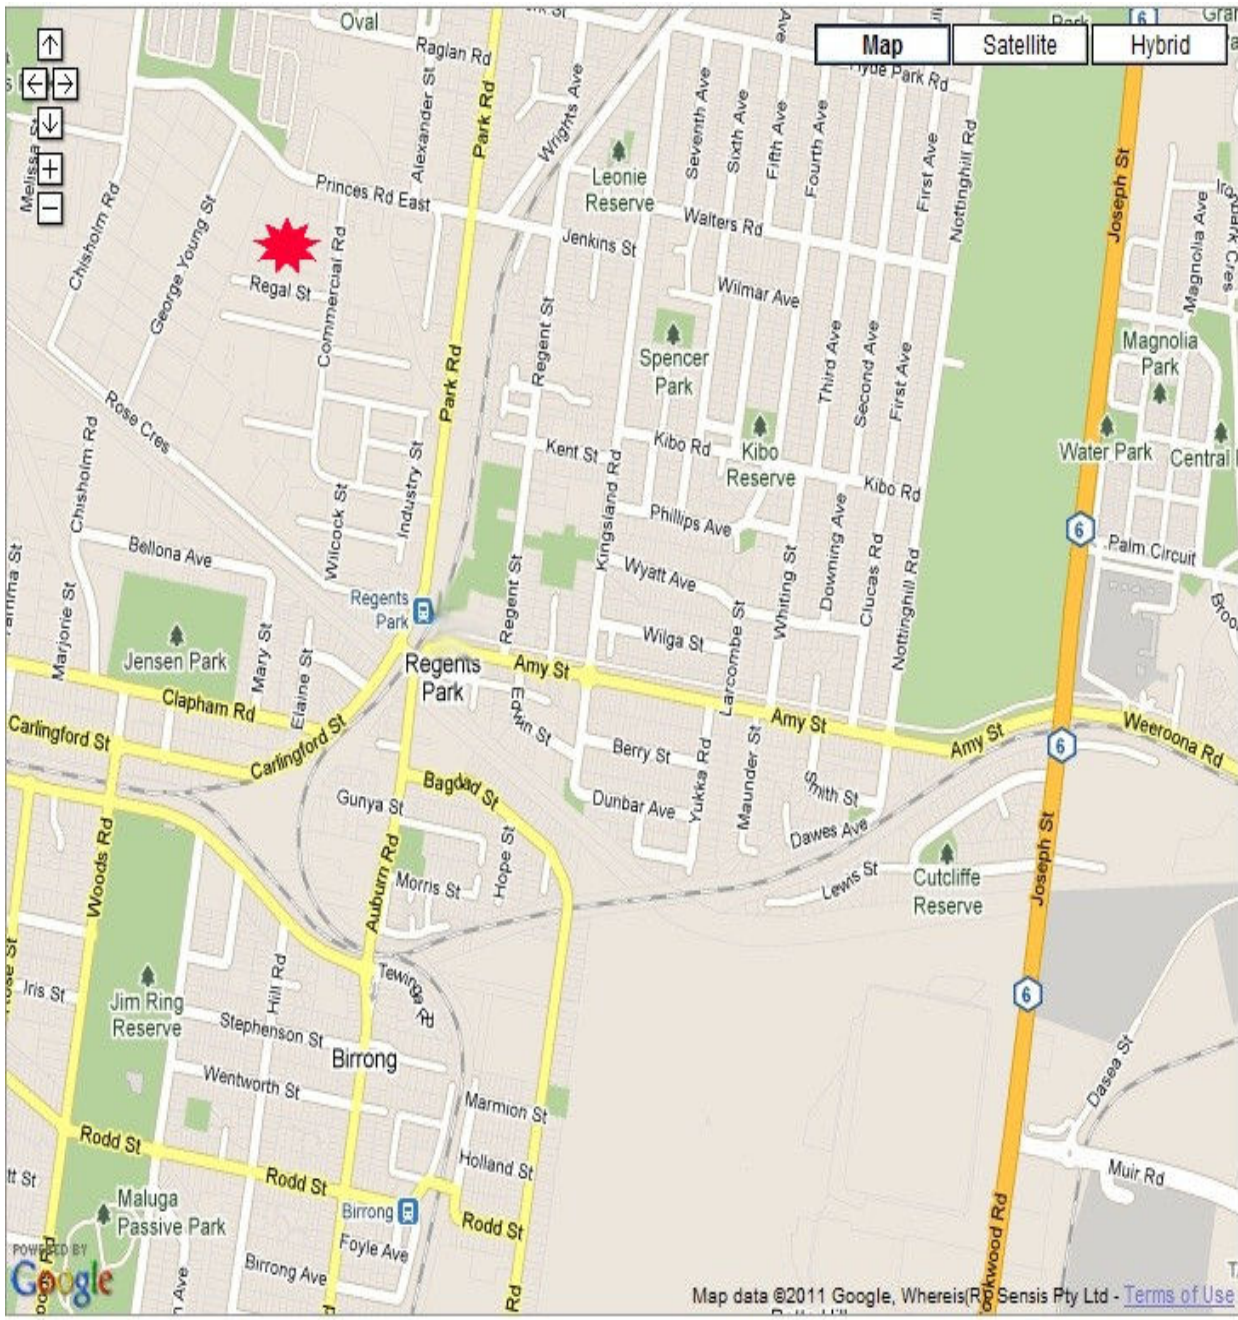 Oval
Raglan Rd
Map
Satellite
Hybrid
6
Hyde Park Rd
Alexander St
Park Rd
Wrights Ave
Seventh Ave
Sixth Ave
Fifth Ave
Fourth Ave
First Ave
Nottinghill Rd
Joseph St
Leonie
Reserve
Princes Rd East
Walters Rd
Jenkins St
Chisholm Rd
George Young St
Commercial Rd
Regal St
Magnolia Ave
Wilmar Ave
Regent St
Spencer
Park
Third Ave
Second Ave
First Ave
Magnolia
Park
Park Rd
Rose Cres
Chisholm Rd
Industry St
Wilcock St
Kent St
Kibo Rd
Kibo
Reserve
Kibo Rd
Water Park
Central
Kingsland Rd
Phillips Ave
Downing Ave
Clucas Rd
6
Palm Circuit
Bellona Ave
Regent St
Wyatt Ave
Whiting St
Nottinghill Rd
Marjorie St
Regents
Park
Jensen Park
Mary St
Elaine St
Wilga St
Larcombe St
Regents
Park
Amy St
Clapham Rd
Carlingford St
Carlingford St
Amy St
Amy St
Weeroona Rd
6
Berry St
Yukka Rd
Maunder St
Smith St
Gunya St
Dunbar Ave
Dawes Ave
Joseph St
Woods Rd
Auburn Rd
Hope St
Morris St
Lewis St
Cutcliffe
Reserve
6
Iris St
Hill Rd
Jim Ring
Reserve
Stephenson St
Birrong
Wentworth St
Marmion St
Dasea St
Rodd St
Rodd St
Holland St
Muir Rd
Maluga
Passive Park
Birrong
Rodd St
Foyle Ave
Birrong Ave
POWERED BY
Google
Rd
Map data ©2011 Google, Whereis(R), Sensis Pty Ltd - Terms of Use